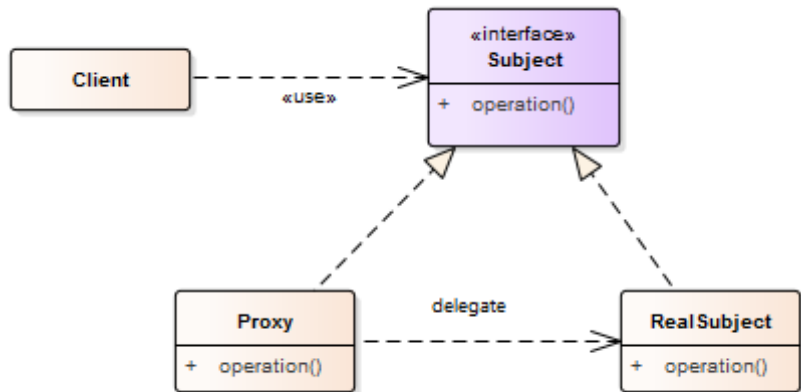 «interface»
Subject
Client
«use»
+ operation()
delegate
Proxy
+ operation()
RealSubject
+ operation()